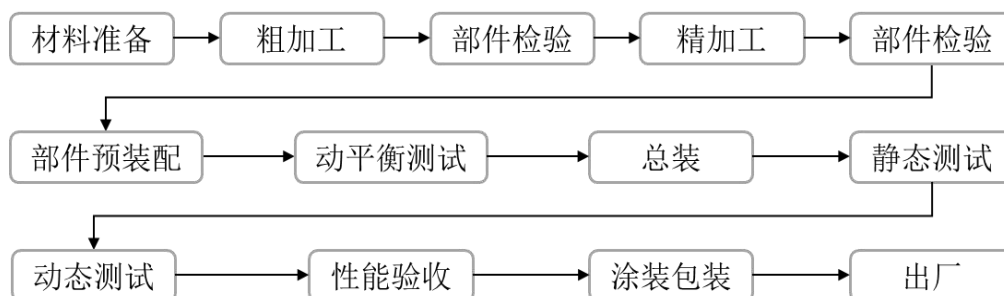 材料准备 粗加工 部件检验 精加工 部件检验
部件预装配 动平衡测试 总装 静态测试
动态测试 性能验收 涂装包装 出厂